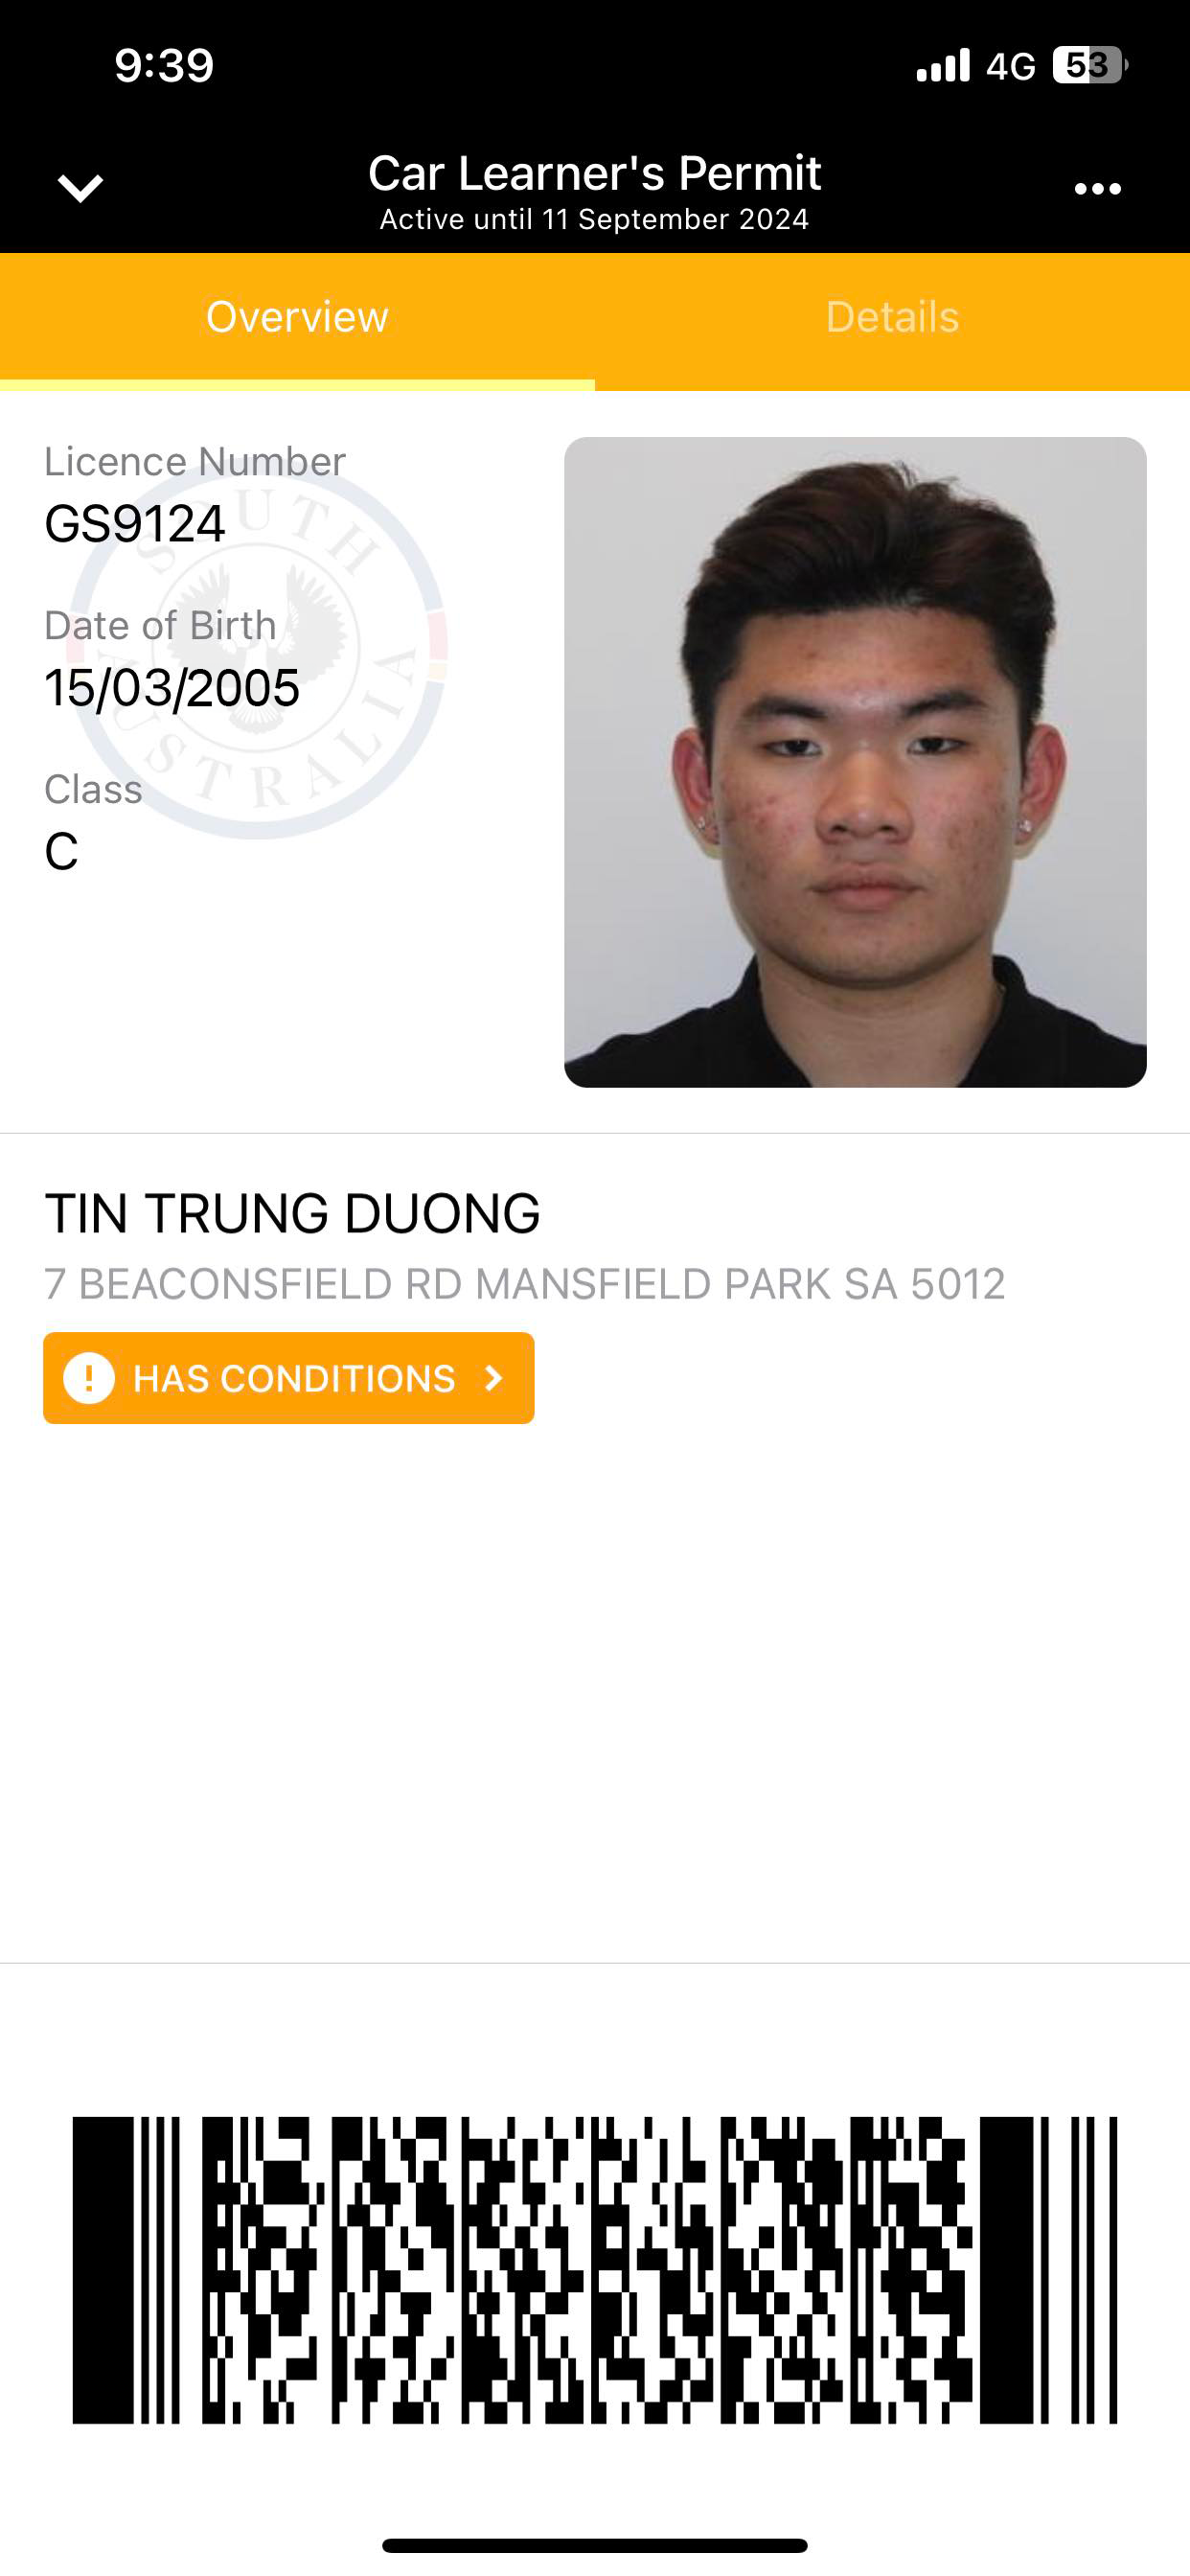 9:39
4G 53
Car Learner's Permit
Active until 11 September 2024
Overview
Details
Licence Number
GS9124
Date of Birth
15/03/2005
Class
C
SOUTH AUSTRALIA
TIN TRUNG DUONG
7 BEACONSFIELD RD MANSFIELD PARK SA 5012
! HAS CONDITIONS >